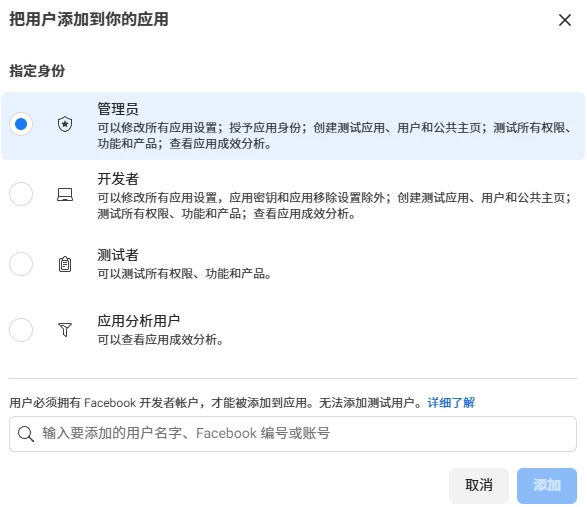 把用户添加到你的应用
指定身份
管理员
可以修改所有应用设置；授予应用身份；创建测试应用、用户和公共主页；测试所有权限、
功能和产品；查看应用成效分析。
开发者
可以修改所有应用设置，应用密钥和应用移除设置除外；创建测试应用、用户和公共主页；
测试所有权限、功能和产品；查看应用成效分析。
测试者
可以测试所有权限、功能和产品。
应用分析用户
可以查看应用成效分析。
用户必须拥有 Facebook 开发者帐户，才能被添加到应用。无法添加测试用户。详细了解
输入要添加的用户名字、Facebook 编号或账号
取消
添加